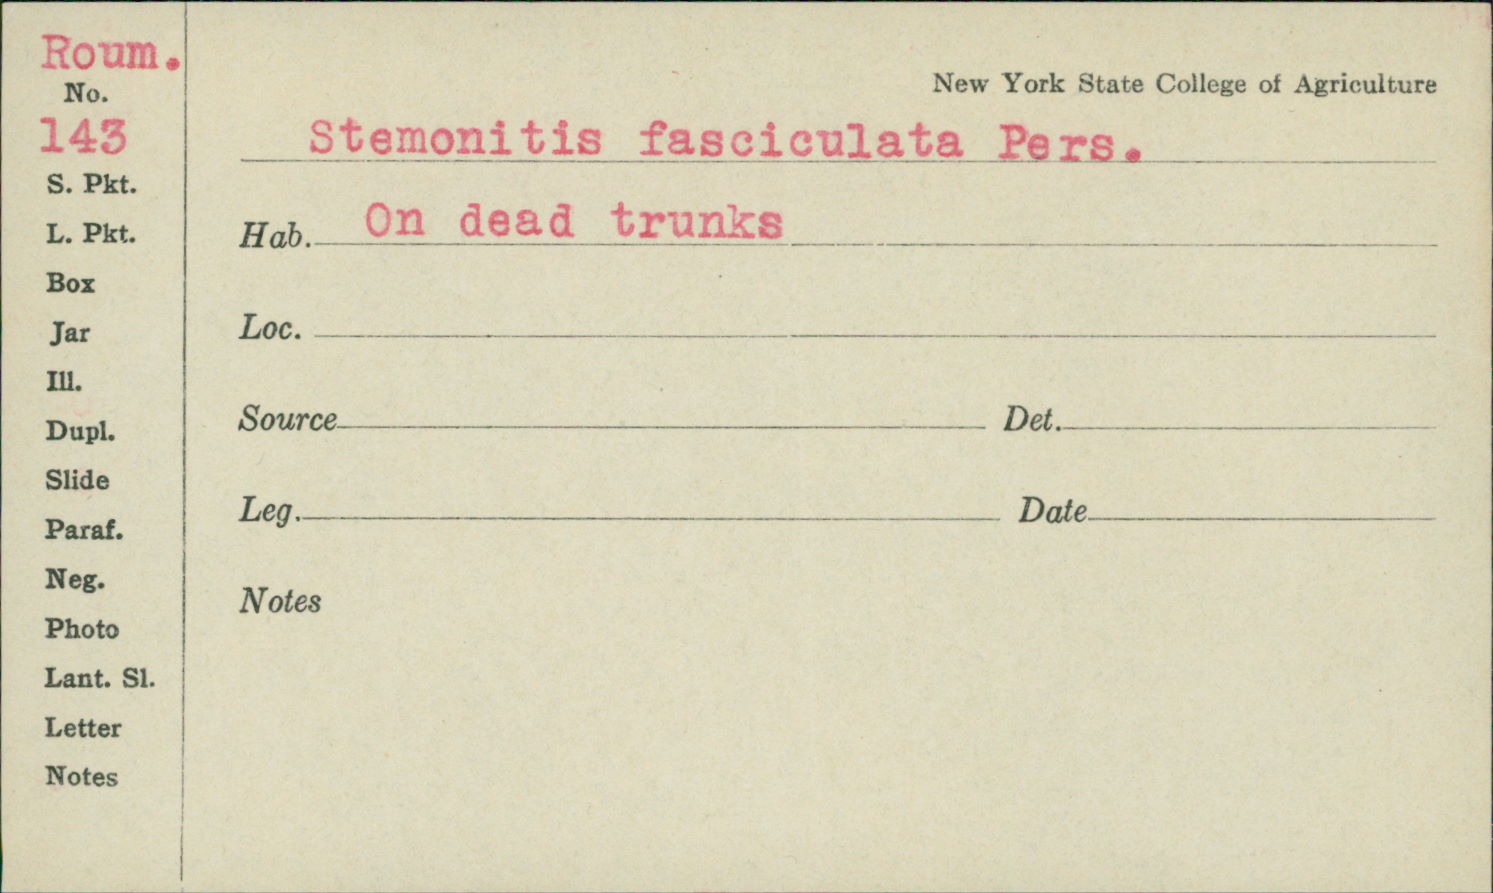 Roum.
No.
143
S. Pkt.
L. Pkt.
Box
Jar
Ill.
Dupl.
Slide
Paraf.
Neg.
Photo
Lant. Sl.
Letter
Notes
New York State College of Agriculture
Stemonitis fasciculata Pers.
Hab. On dead trunks
Loc.
Source Det.
Leg. Date
Notes